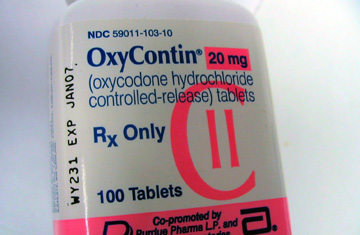 NDC 59011-103-10
OxyContin® 20 mg
(oxycodone hydrochloride
controlled-release) tablets
Rx Only
CII
100 Tablets
Co-promoted by
Purdue Pharma L.P. and
WY231 EXP JAN07